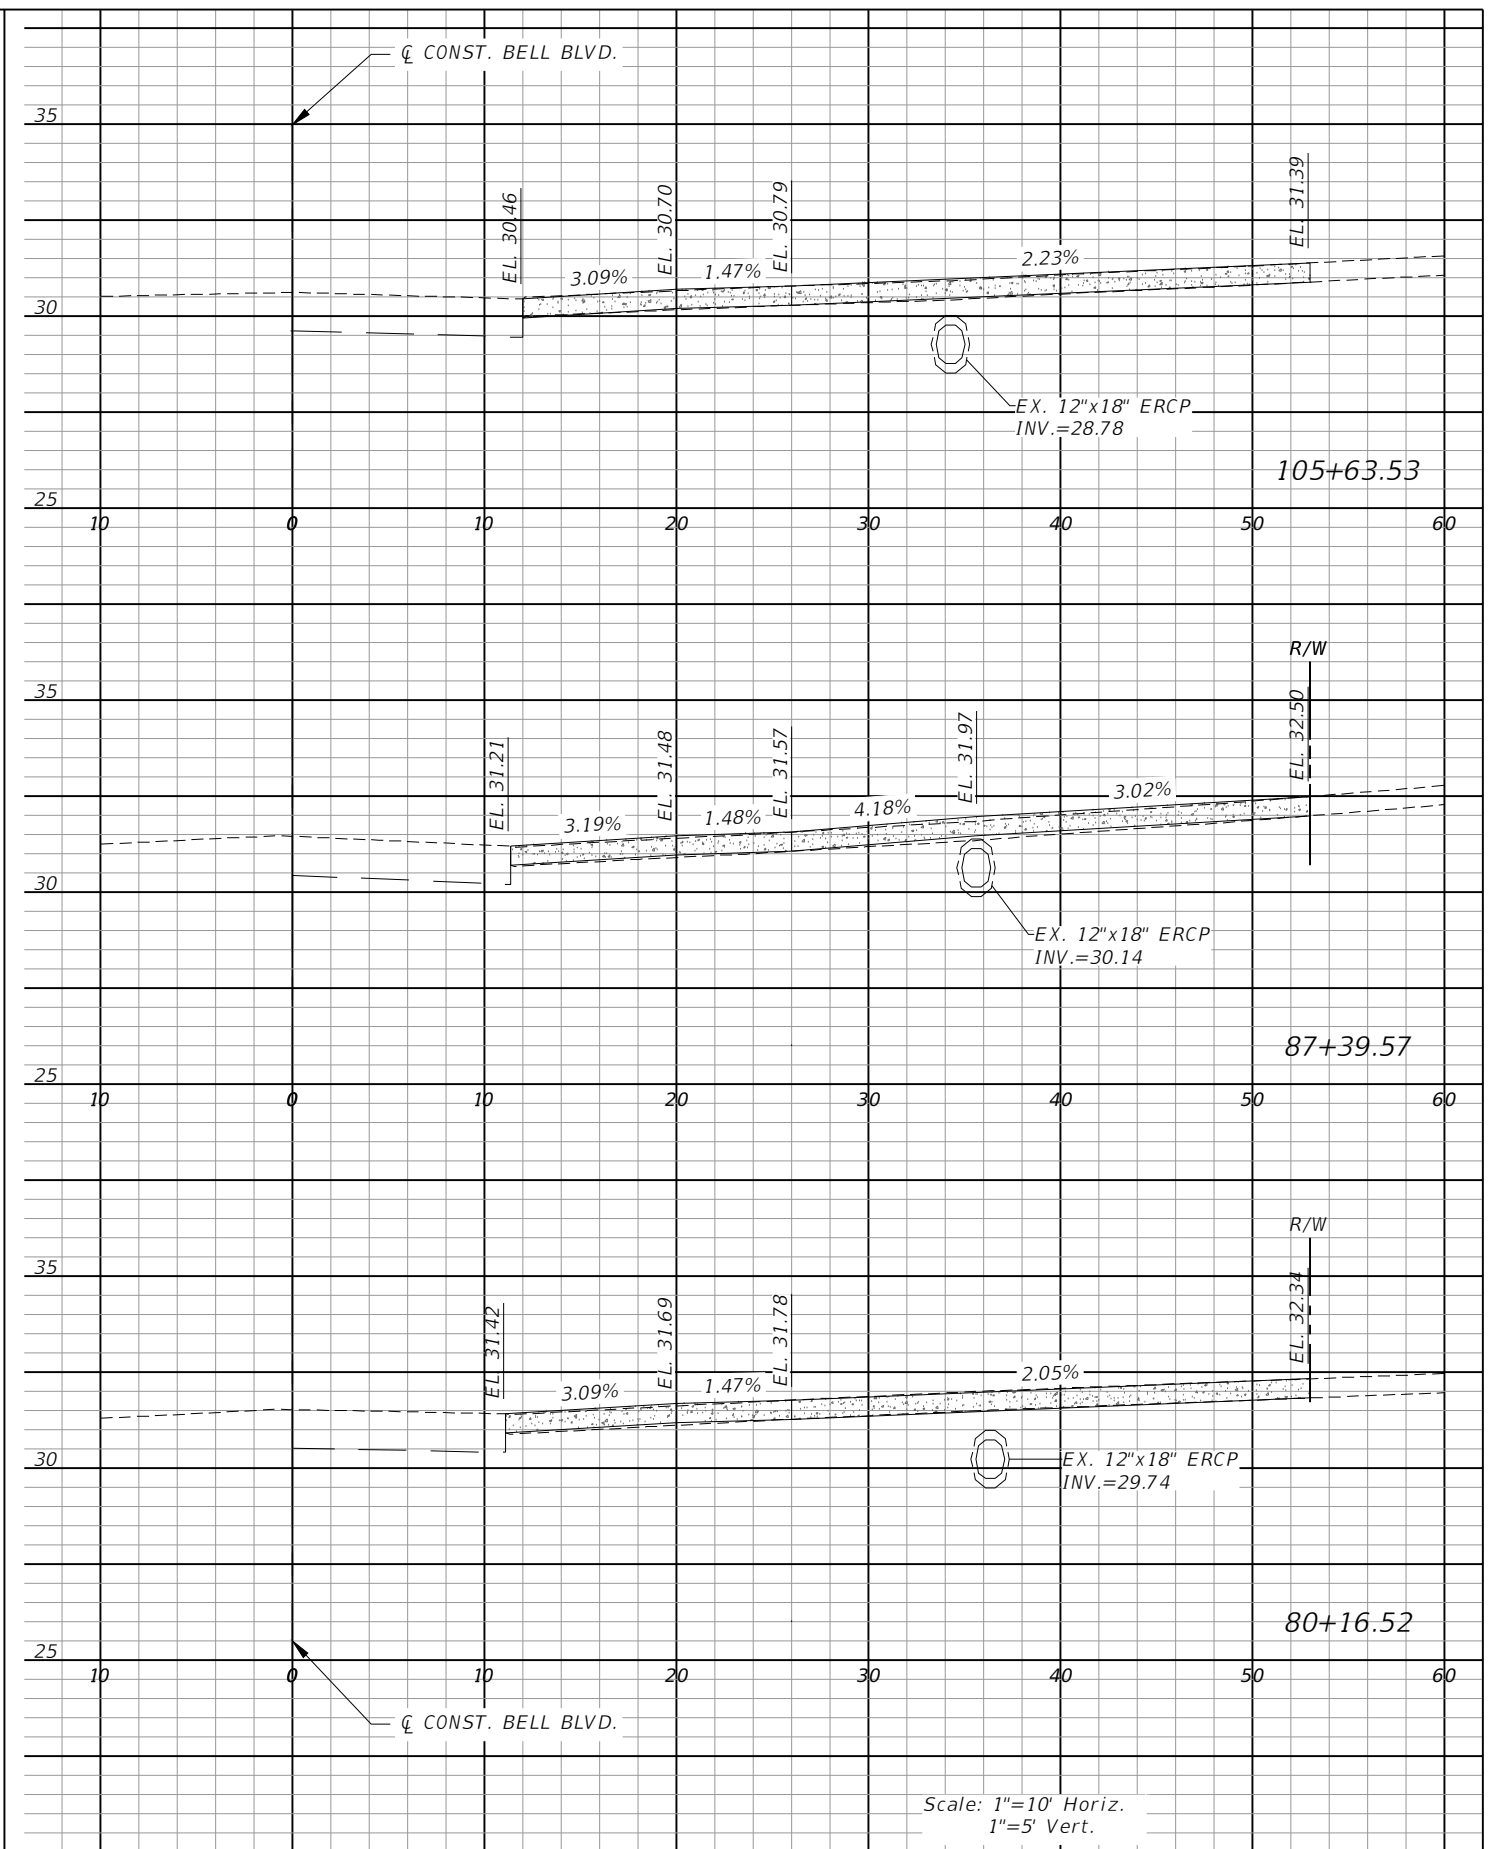 ℄ CONST. BELL BLVD.
35
EL. 30.46
EL. 30.70
EL. 30.79
EL. 31.39
3.09%
1.47%
2.23%
30
EX. 12"x18" ERCP
INV.=28.78
105+63.53
25
10 0 10 20 30 40 50 60
R/W
35
EL. 31.21
EL. 31.48
EL. 31.57
EL. 31.97
EL. 32.50
3.19%
1.48%
4.18%
3.02%
30
EX. 12"x18" ERCP
INV.=30.14
87+39.57
25
10 0 10 20 30 40 50 60
R/W
35
EL. 31.42
EL. 31.69
EL. 31.78
EL. 32.34
3.09%
1.47%
2.05%
30
EX. 12"x18" ERCP
INV.=29.74
80+16.52
25
10 0 10 20 30 40 50 60
℄ CONST. BELL BLVD.
Scale: 1"=10' Horiz.
1"=5' Vert.